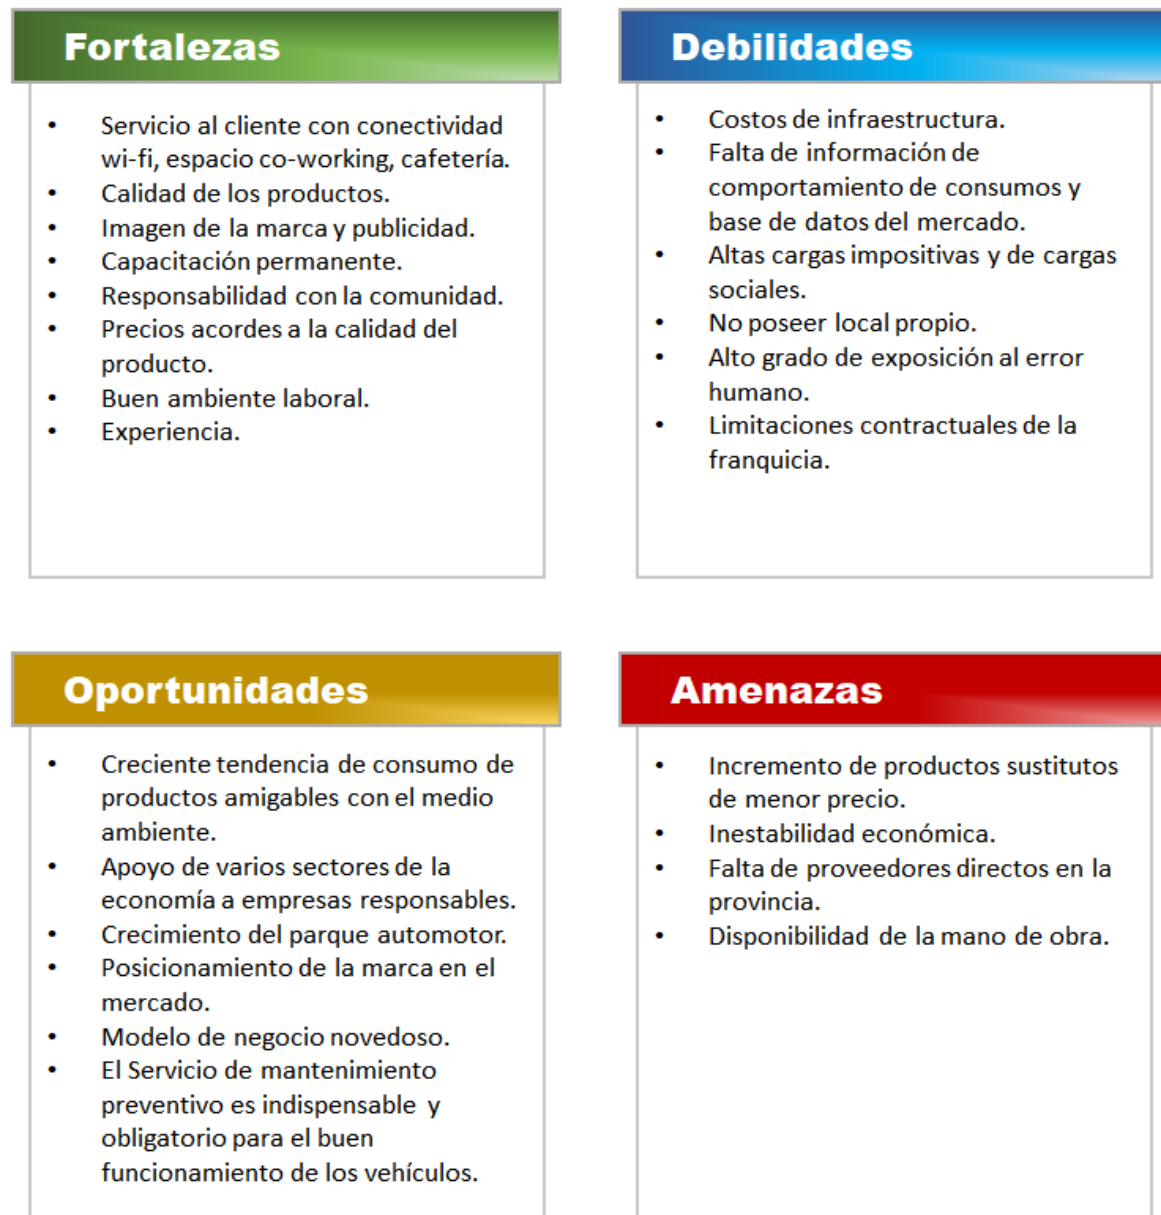 Fortalezas
• Servicio al cliente con conectividad
wi-fi, espacio co-working, cafetería.
• Calidad de los productos.
• Imagen de la marca y publicidad.
• Capacitación permanente.
• Responsabilidad con la comunidad.
• Precios acordes a la calidad del
producto.
• Buen ambiente laboral.
• Experiencia.
Debilidades
• Costos de infraestructura.
• Falta de información de
comportamiento de consumos y
base de datos del mercado.
• Altas cargas impositivas y de cargas
sociales.
• No poseer local propio.
• Alto grado de exposición al error
humano.
• Limitaciones contractuales de la
franquicia.
Oportunidades
• Creciente tendencia de consumo de
productos amigables con el medio
ambiente.
• Apoyo de varios sectores de la
economía a empresas responsables.
• Crecimiento del parque automotor.
• Posicionamiento de la marca en el
mercado.
• Modelo de negocio novedoso.
• El Servicio de mantenimiento
preventivo es indispensable y
obligatorio para el buen
funcionamiento de los vehículos.
Amenazas
• Incremento de productos sustitutos
de menor precio.
• Inestabilidad económica.
• Falta de proveedores directos en la
provincia.
• Disponibilidad de la mano de obra.